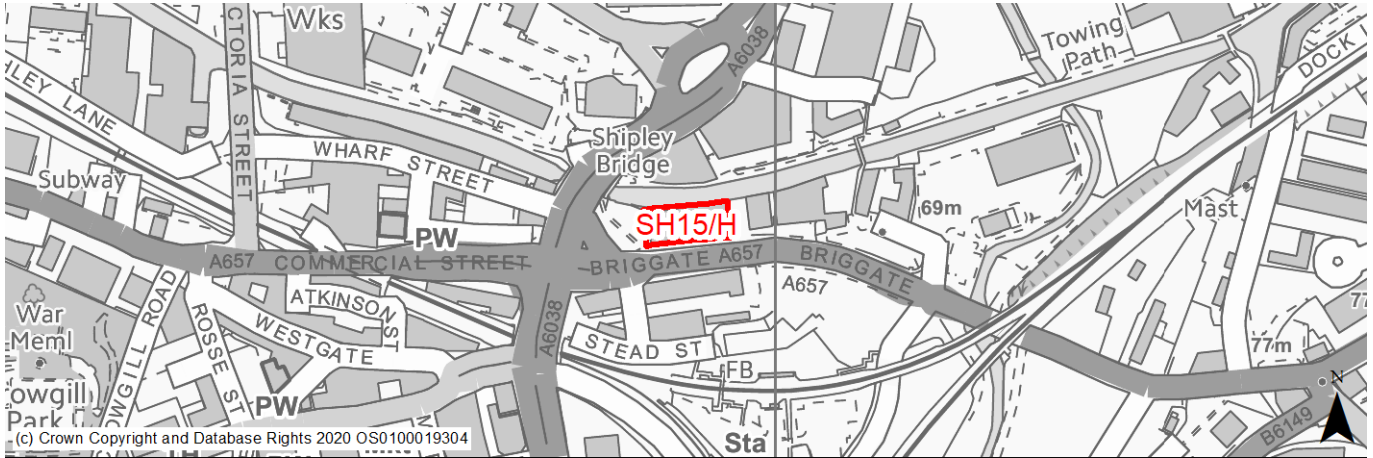 Wks
CTORIA STREET
A6038
Towing
Path
DOCK L
HLEY LANE
Shipley
Bridge
WHARF STREET
Subway
69m
Mast
SH15/H
PW
A657 COMMERCIAL STREET
BRIGGATE A657
BRIGGATE
A657
ATKINSON ST
War
Meml
WESTGATE
ROSSE ST
OWGILL ROAD
A6038
STEAD ST
FB
77
77m
N
owgill
Park
PW
B6149
Sta
(c) Crown Copyright and Database Rights 2020 OS0100019304